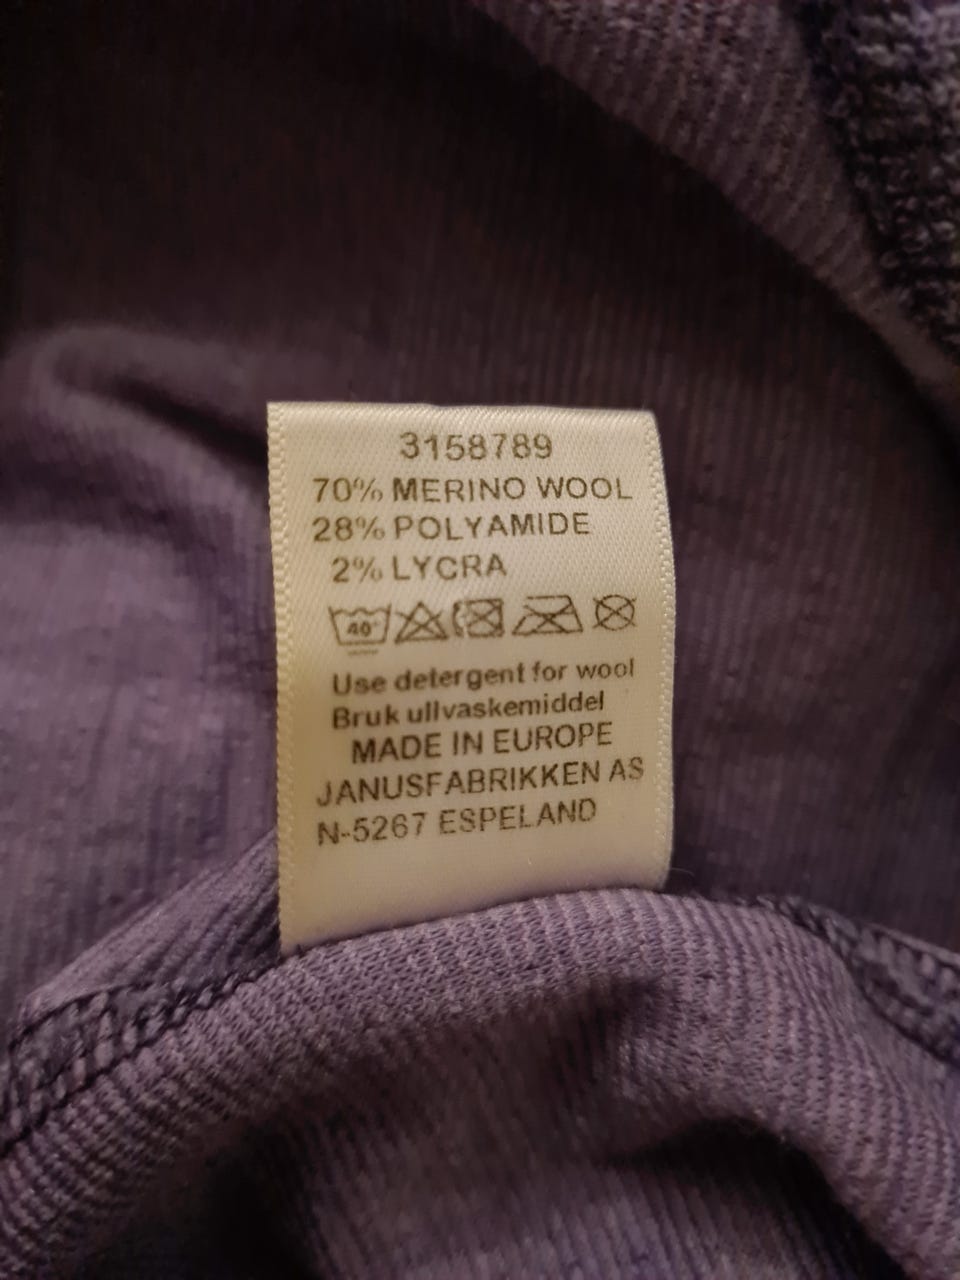 3158789
70% MERINO WOOL
28% POLYAMIDE
2% LYCRA
40°
Use detergent for wool
Bruk ullvaskemiddel
MADE IN EUROPE
JANUSFABRIKKEN AS
N-5267 ESPELAND